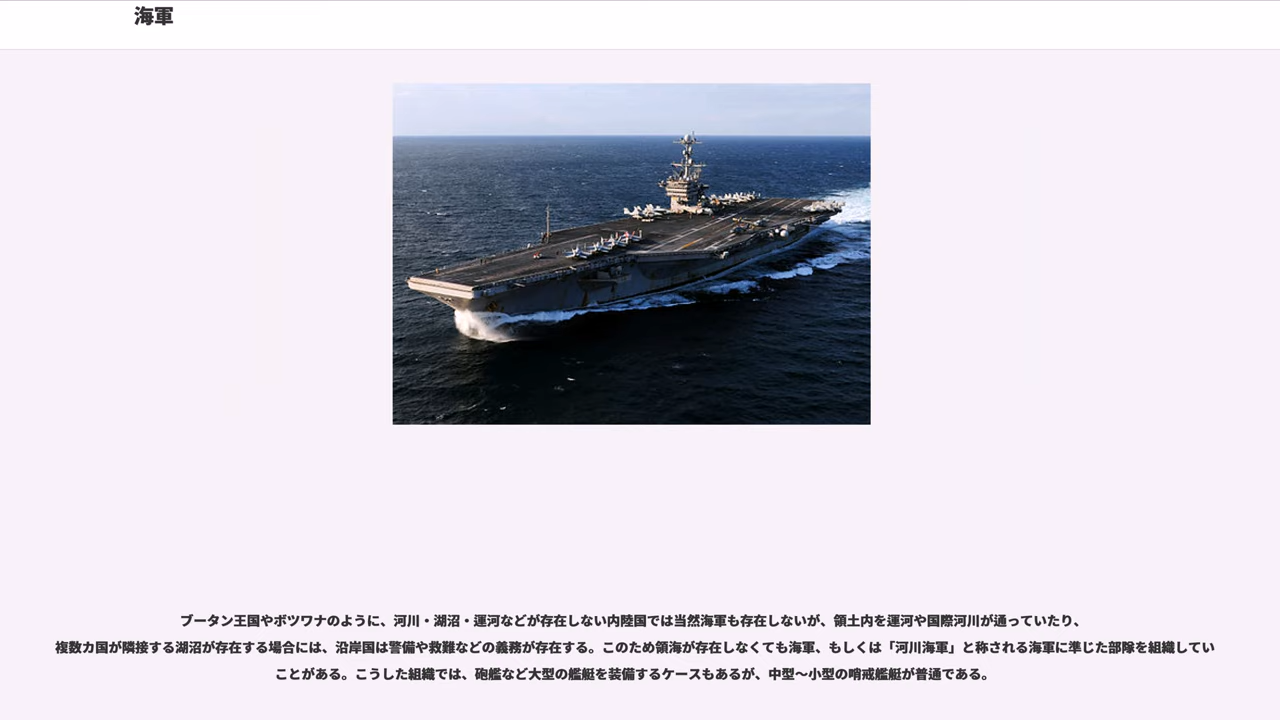 海軍
ブータン王国やボツワナのように、河川・湖沼・運河などが存在しない内陸国では当然海軍も存在しないが、領土内を運河や国際河川が通っていたり、
複数カ国が隣接する湖沼が存在する場合には、沿岸国は警備や救難などの義務が存在する。このため領海が存在しなくても海軍、もしくは「河川海軍」と称される海軍に準じた部隊を組織してい
ことがある。こうした組織では、砲艦など大型の艦艇を装備するケースもあるが、中型〜小型の哨戒艦艇が普通である。